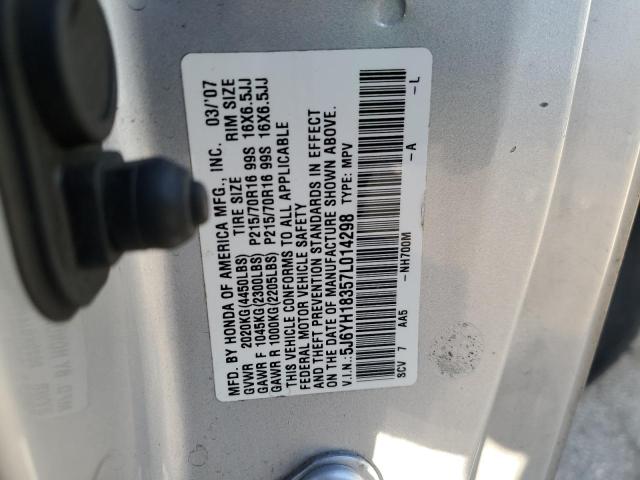 MFD. BY HONDA OF AMERICA MFG., INC. 03/'07
TIRE SIZE RIM SIZE
GVWR 2020KG(4450LBS) P215/70R16 99S 16X6.5JJ
GAWR F 1045KG(2300LBS) P215/70R16 99S 16X6.5JJ
GAWR R 1000KG(2205LBS)
THIS VEHICLE CONFORMS TO ALL APPLICABLE
FEDERAL MOTOR VEHICLE SAFETY
AND THEFT PREVENTION STANDARDS IN EFFECT
ON THE DATE OF MANUFACTURE SHOWN ABOVE.
V.I.N.: 5J6YH18357L014298 TYPE: MPV
SCV 7 AA5 -NH700M -A -L